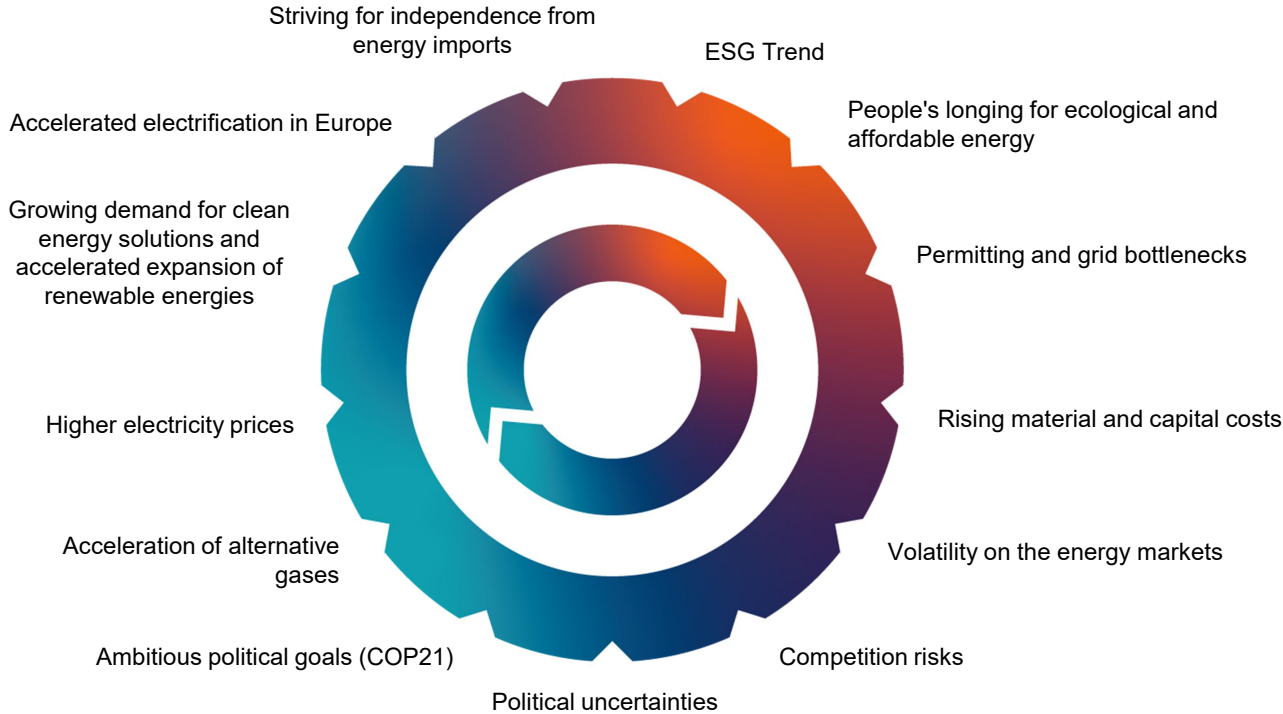 Striving for independence from
energy imports
ESG Trend
People's longing for ecological and
affordable energy
Permitting and grid bottlenecks
Rising material and capital costs
Volatility on the energy markets
Competition risks
Political uncertainties
Ambitious political goals (COP21)
Acceleration of alternative
gases
Higher electricity prices
Growing demand for clean
energy solutions and
accelerated expansion of
renewable energies
Accelerated electrification in Europe